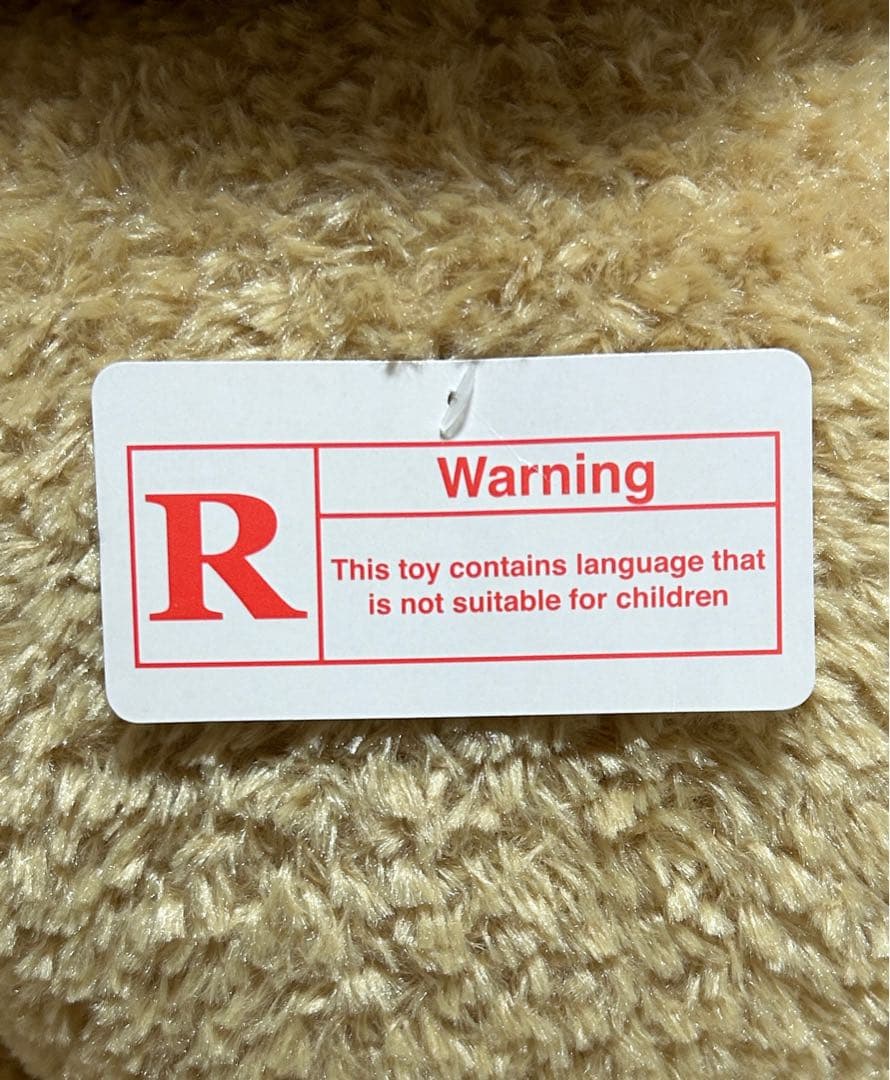 R
Warning
This toy contains language that
is not suitable for children